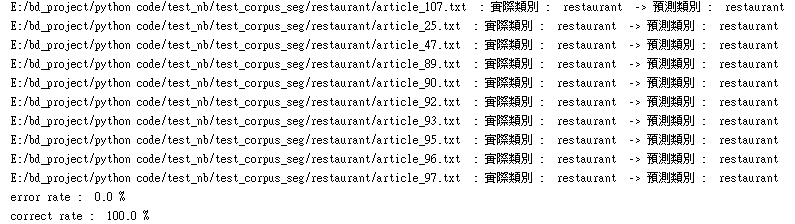 E:/bd_project/python code/test_nb/test_corpus_seg/restaurant/article_107.txt : 實際類別 : restaurant -> 預測類別 : restaurant
E:/bd_project/python code/test_nb/test_corpus_seg/restaurant/article_25.txt : 實際類別 : restaurant -> 預測類別 : restaurant
E:/bd_project/python code/test_nb/test_corpus_seg/restaurant/article_47.txt : 實際類別 : restaurant -> 預測類別 : restaurant
E:/bd_project/python code/test_nb/test_corpus_seg/restaurant/article_89.txt : 實際類別 : restaurant -> 預測類別 : restaurant
E:/bd_project/python code/test_nb/test_corpus_seg/restaurant/article_90.txt : 實際類別 : restaurant -> 預測類別 : restaurant
E:/bd_project/python code/test_nb/test_corpus_seg/restaurant/article_92.txt : 實際類別 : restaurant -> 預測類別 : restaurant
E:/bd_project/python code/test_nb/test_corpus_seg/restaurant/article_93.txt : 實際類別 : restaurant -> 預測類別 : restaurant
E:/bd_project/python code/test_nb/test_corpus_seg/restaurant/article_95.txt : 實際類別 : restaurant -> 預測類別 : restaurant
E:/bd_project/python code/test_nb/test_corpus_seg/restaurant/article_96.txt : 實際類別 : restaurant -> 預測類別 : restaurant
E:/bd_project/python code/test_nb/test_corpus_seg/restaurant/article_97.txt : 實際類別 : restaurant -> 預測類別 : restaurant
error rate : 0.0 %
correct rate : 100.0 %